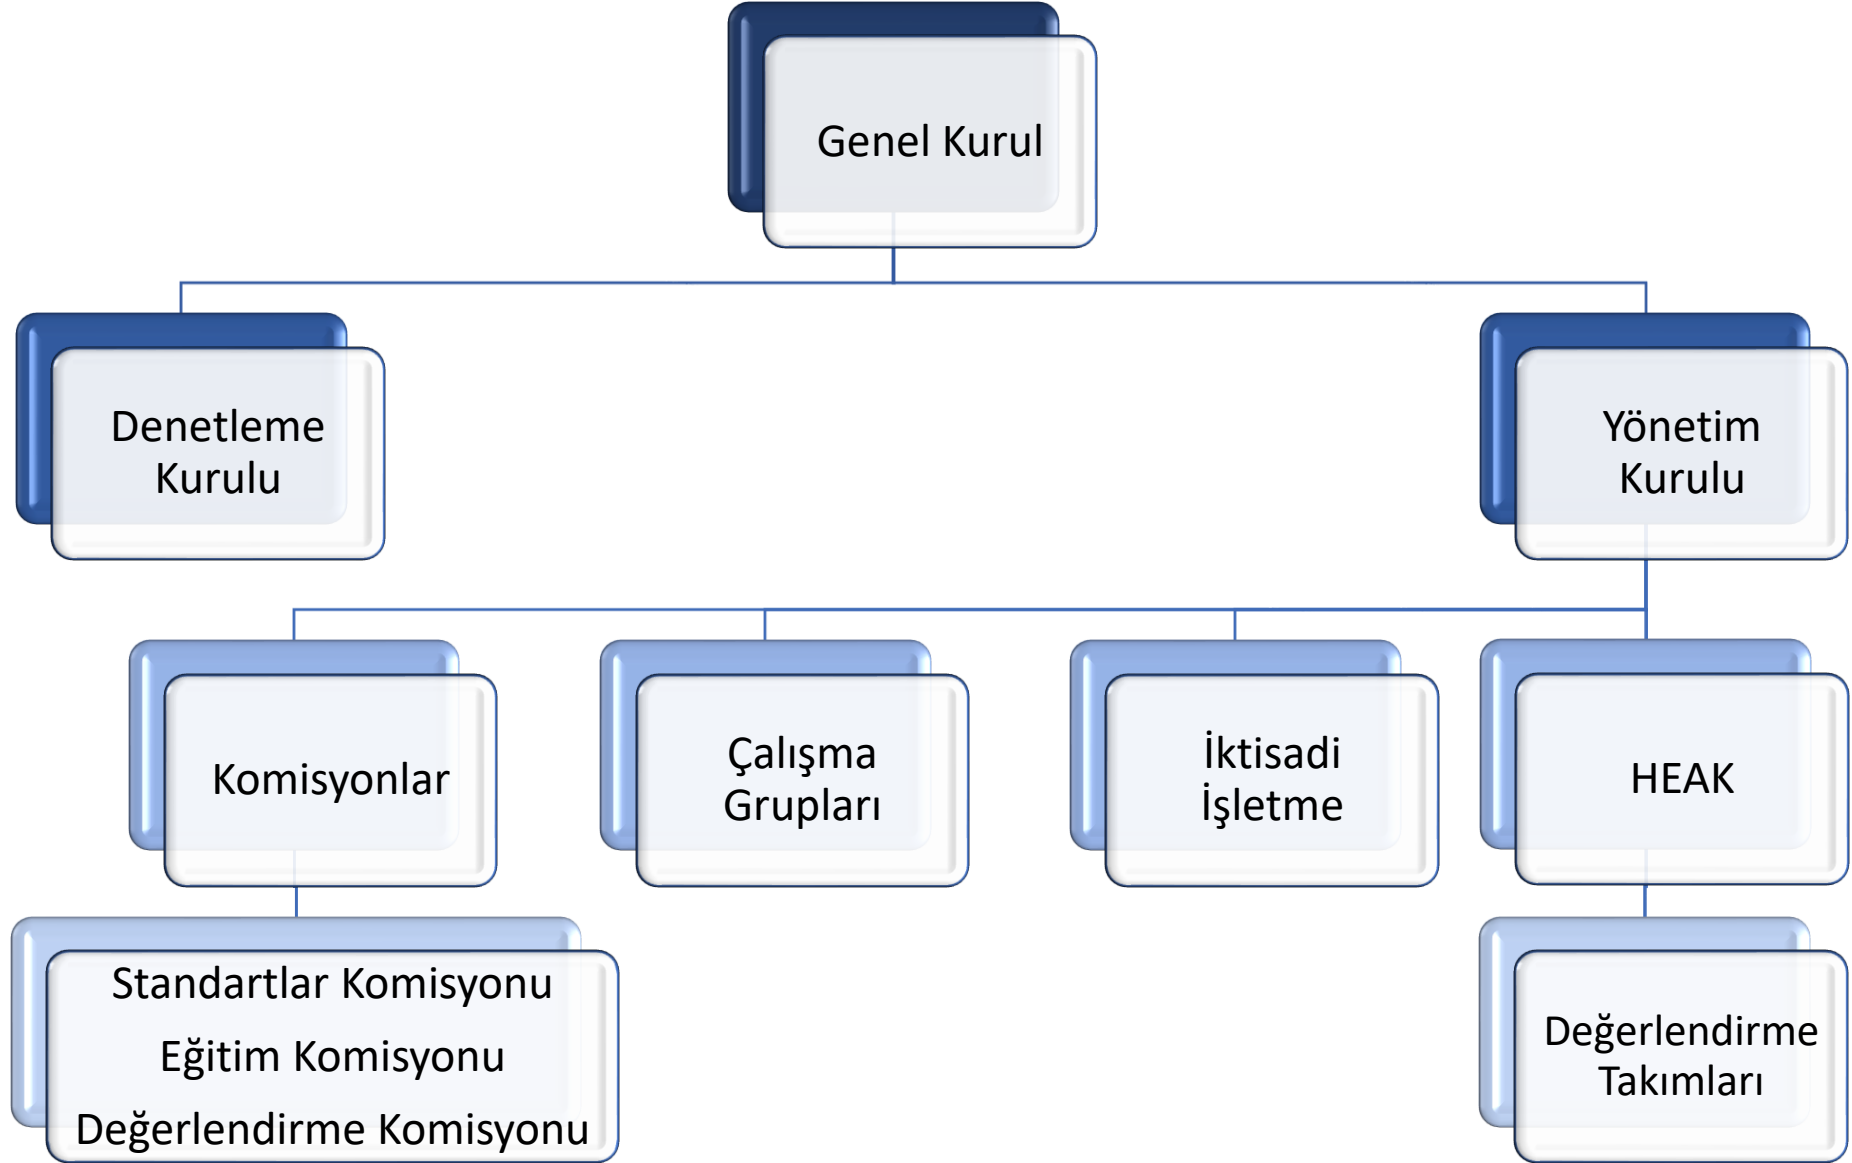 Genel Kurul
Denetleme
Kurulu
Yönetim
Kurulu
Komisyonlar
Çalışma
Grupları
İktisadi
İşletme
HEAK
Standartlar Komisyonu
Eğitim Komisyonu
Değerlendirme Komisyonu
Değerlendirme
Takımları